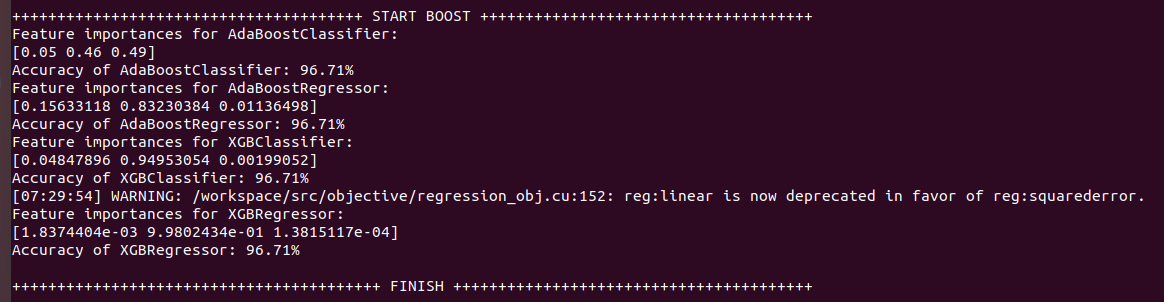 +++++++++++++++++++++++++++++++++++++++ START BOOST +++++++++++++++++++++++++++++++++++++
Feature importances for AdaBoostClassifier:
[0.05 0.46 0.49]
Accuracy of AdaBoostClassifier: 96.71%
Feature importances for AdaBoostRegressor:
[0.15633118 0.83230384 0.01136498]
Accuracy of AdaBoostRegressor: 96.71%
Feature importances for XGBClassifier:
[0.04847896 0.94953054 0.00199052]
Accuracy of XGBClassifier: 96.71%
[07:29:54] WARNING: /workspace/src/objective/regression_obj.cu:152: reg:linear is now deprecated in favor of reg:squarederror.
Feature importances for XGBRegressor:
[1.8374404e-03 9.9802434e-01 1.3815117e-04]
Accuracy of XGBRegressor: 96.71%
+++++++++++++++++++++++++++++++++++++++++ FINISH ++++++++++++++++++++++++++++++++++++++++